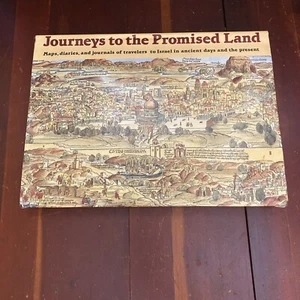 Journeys to the Promised Land
Maps, diaries, and journals of travelers to Israel in ancient days and the present